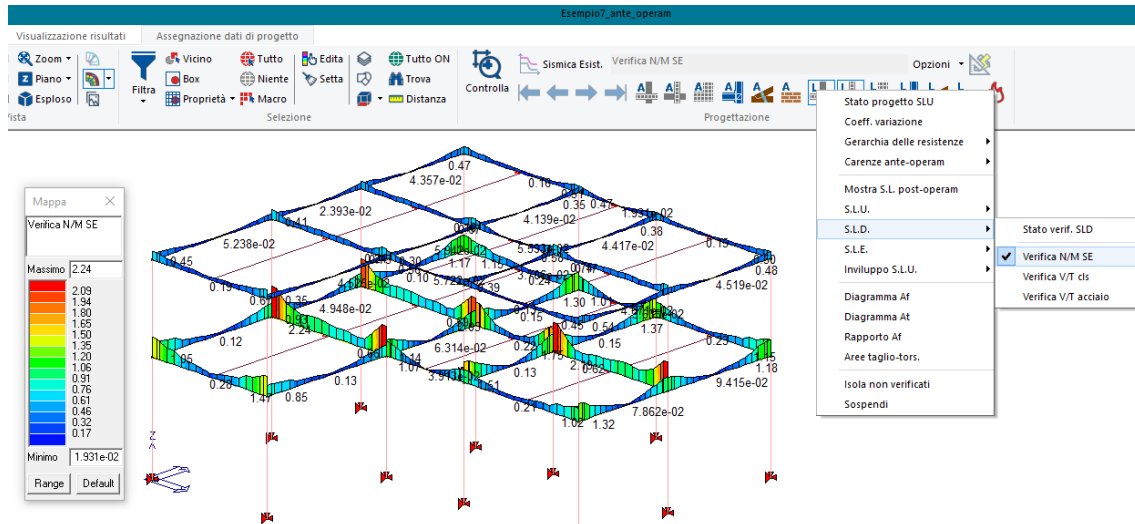 Esempio7_ante_operam
Visualizzazione risultati Assegnazione dati di progetto
Zoom Vicino Tutto Edita Tutto ON Sismica Esist. Verifica N/M SE Opzioni
Piano Filtra Box Niente Setta Trova Controlla
Esploso Proprietà Macro Distanza
Vista Selezione Progettazione
Stato progetto SLU
Coeff. variazione
Gerarchia delle resistenze
Carenze ante-operam
Mostra S.L. post-operam
S.L.U.
S.L.D.
S.L.E.
Inviluppo S.L.U.
Diagramma Af
Diagramma At
Rapporto Af
Aree taglio-tors.
Isola non verificati
Sospendi
Stato verif. SLD
Verifica N/M SE
Verifica V/T cls
Verifica V/T acciaio
Mappa
Verifica N/M SE
Massimo 2.24
2.09
1.94
1.80
1.65
1.50
1.35
1.20
1.06
0.91
0.76
0.61
0.46
0.32
0.17
Minimo 1.931e-02
Range Default
Z
0.47
4.357e-02
2.393e-02
0.35 0.47
4.139e-02
0.38
5.238e-02
4.417e-02
0.45
1.17
0.48
4.519e-02
4.948e-02
1.30
1.37
0.12
2.24
6.314e-02
0.15
0.15
0.23
0.13
1.07
0.13
1.18
9.415e-02
0.85
0.21
1.32
7.862e-02